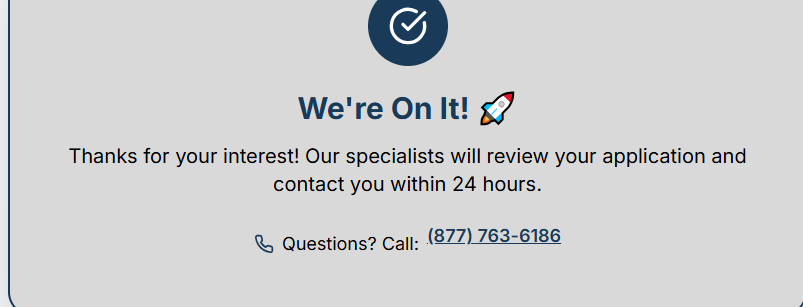 We're On It! 🚀
Thanks for your interest! Our specialists will review your application and
contact you within 24 hours.
Questions? Call: (877) 763-6186